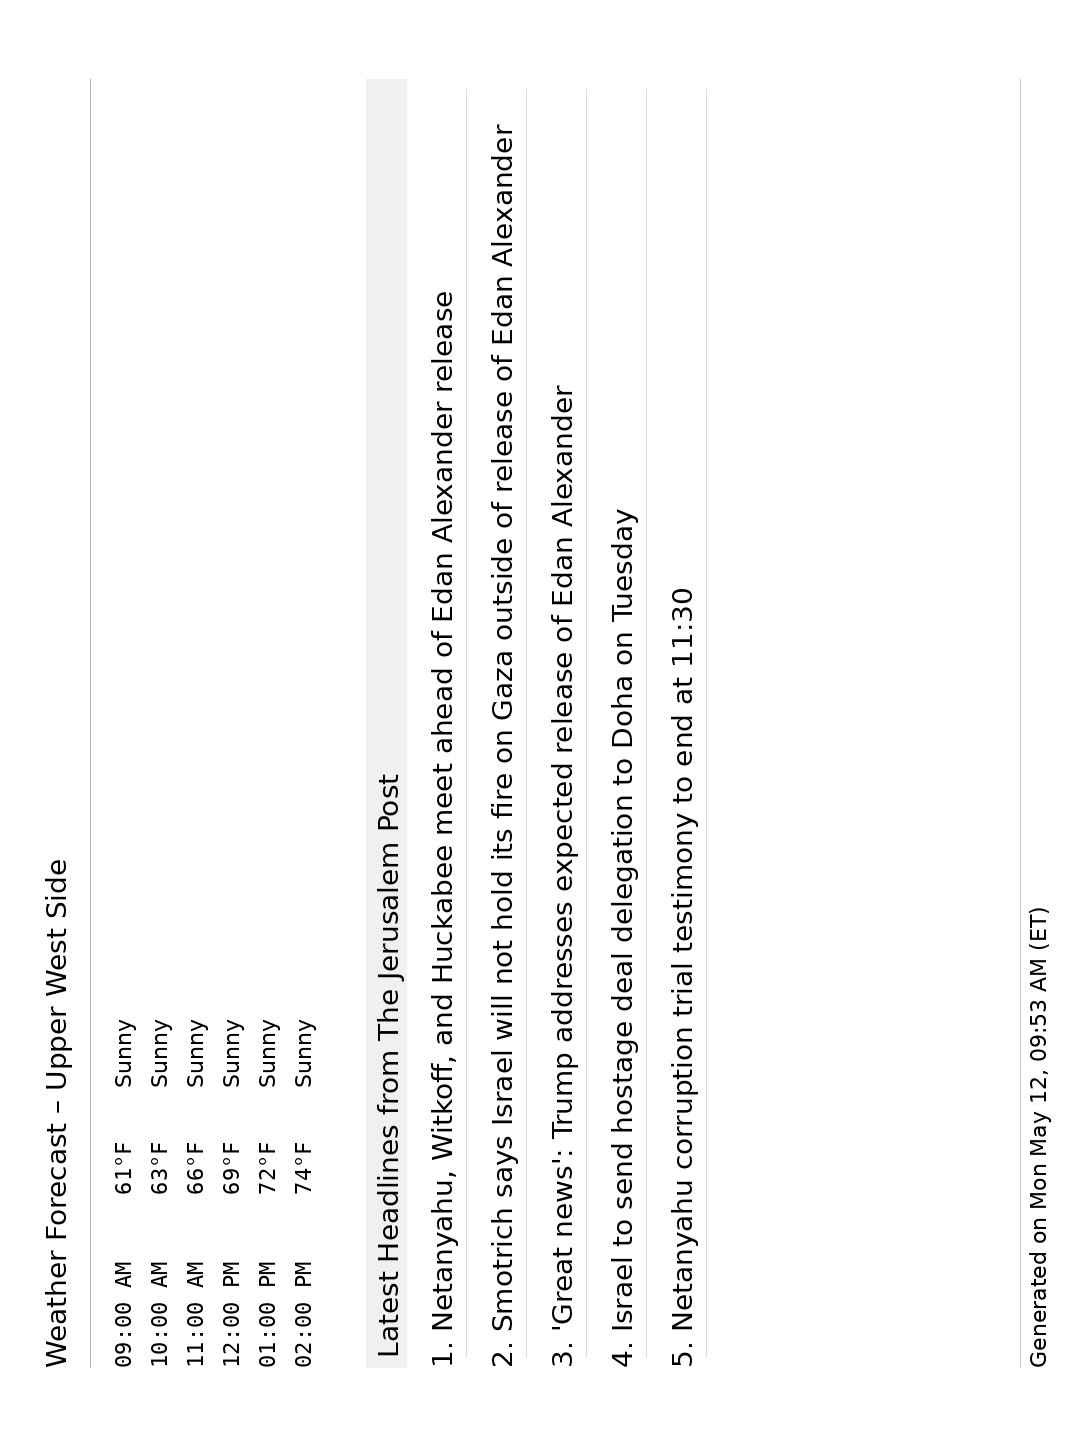 Weather Forecast – Upper West Side
09:00 AM 61°F Sunny
10:00 AM 63°F Sunny
11:00 AM 66°F Sunny
12:00 PM 69°F Sunny
01:00 PM 72°F Sunny
02:00 PM 74°F Sunny
Latest Headlines from The Jerusalem Post
1. Netanyahu, Witkoff, and Huckabee meet ahead of Edan Alexander release
2. Smotrich says Israel will not hold its fire on Gaza outside of release of Edan Alexander
3. 'Great news': Trump addresses expected release of Edan Alexander
4. Israel to send hostage deal delegation to Doha on Tuesday
5. Netanyahu corruption trial testimony to end at 11:30
Generated on Mon May 12, 09:53 AM (ET)